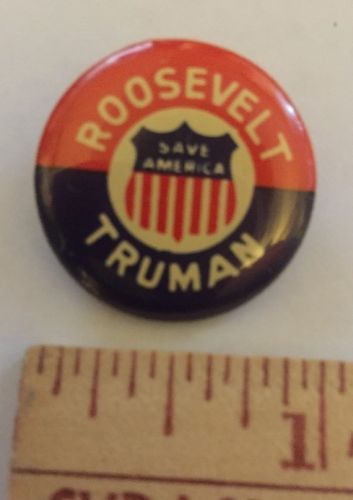 ROOSEVELT
SAVE
AMERICA
TRUMAN
1